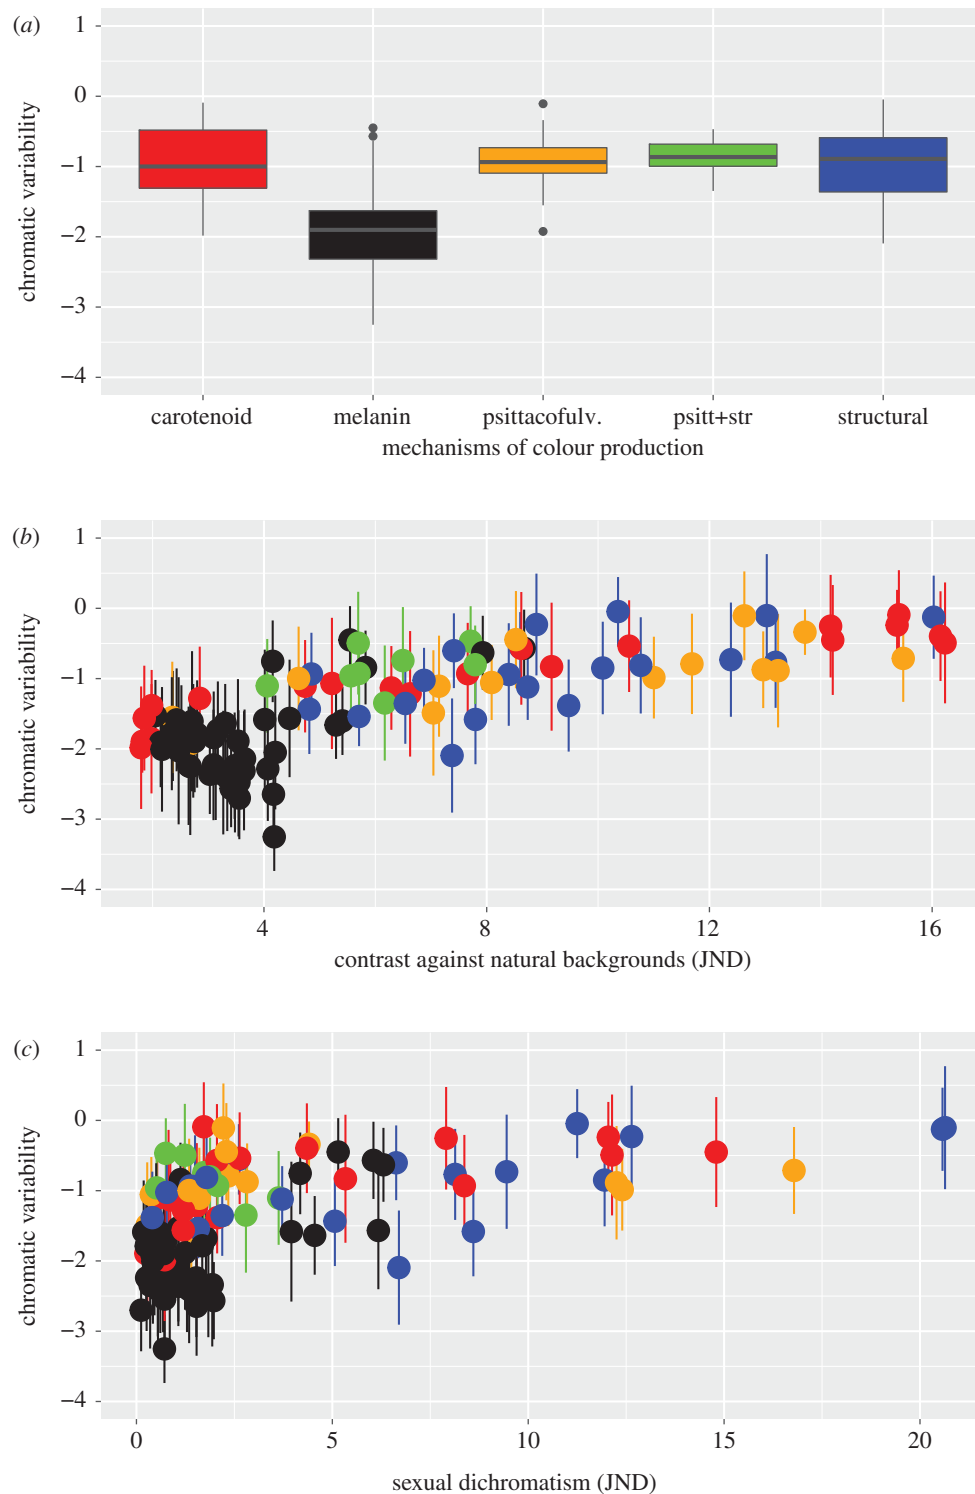 (a)
chromatic variability
1
0
−1
−2
−3
−4
carotenoid melanin psittacofulv. psitt+str structural
mechanisms of colour production
(b)
chromatic variability
1
0
−1
−2
−3
−4
4 8 12 16
contrast against natural backgrounds (JND)
(c)
chromatic variability
1
0
−1
−2
−3
−4
0 5 10 15 20
sexual dichromatism (JND)